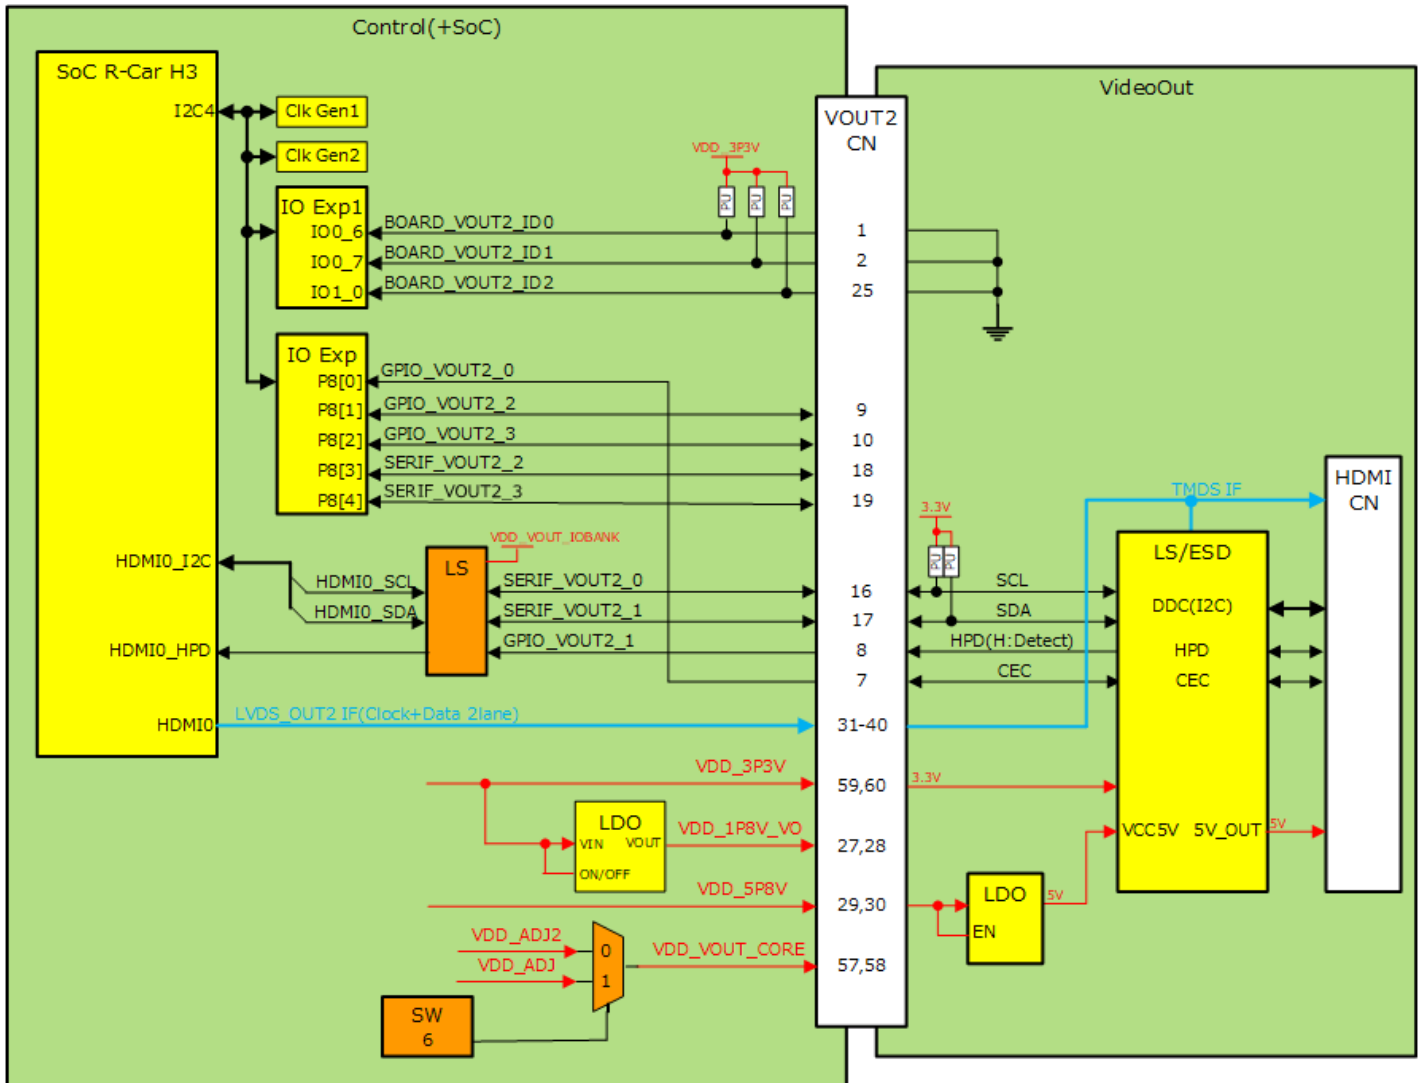 Control(+SoC)
SoC R-Car H3
VideoOut
I2C4
Clk Gen1
VOUT2
CN
Clk Gen2
VDD_3P3V
PU
PU
PU
IO Exp1
IO0_6
BOARD_VOUT2_ID0
1
IO0_7
BOARD_VOUT2_ID1
2
IO1_0
BOARD_VOUT2_ID2
25
IO Exp
P8[0]
GPIO_VOUT2_0
P8[1]
GPIO_VOUT2_2
9
P8[2]
GPIO_VOUT2_3
10
P8[3]
SERIF_VOUT2_2
18
P8[4]
SERIF_VOUT2_3
19
HDMI
CN
TMDS IF
3.3V
PU
PU
VDD_VOUT_IOBANK
LS
LS/ESD
HDMI0_I2C
HDMI0_SCL
SERIF_VOUT2_0
16
SCL
HDMI0_SDA
SERIF_VOUT2_1
17
SDA
DDC(I2C)
HDMI0_HPD
GPIO_VOUT2_1
8
HPD(H:Detect)
HPD
7
CEC
CEC
HDMI0
LVDS_OUT2 IF(Clock+Data 2lane)
31-40
VDD_3P3V
59,60
3.3V
LDO
VIN
VOUT
ON/OFF
VDD_1P8V_VO
27,28
VCC5V
5V_OUT
5V
VDD_5P8V
29,30
LDO
EN
5V
VDD_ADJ2
0
VDD_ADJ
1
VDD_VOUT_CORE
57,58
SW
6